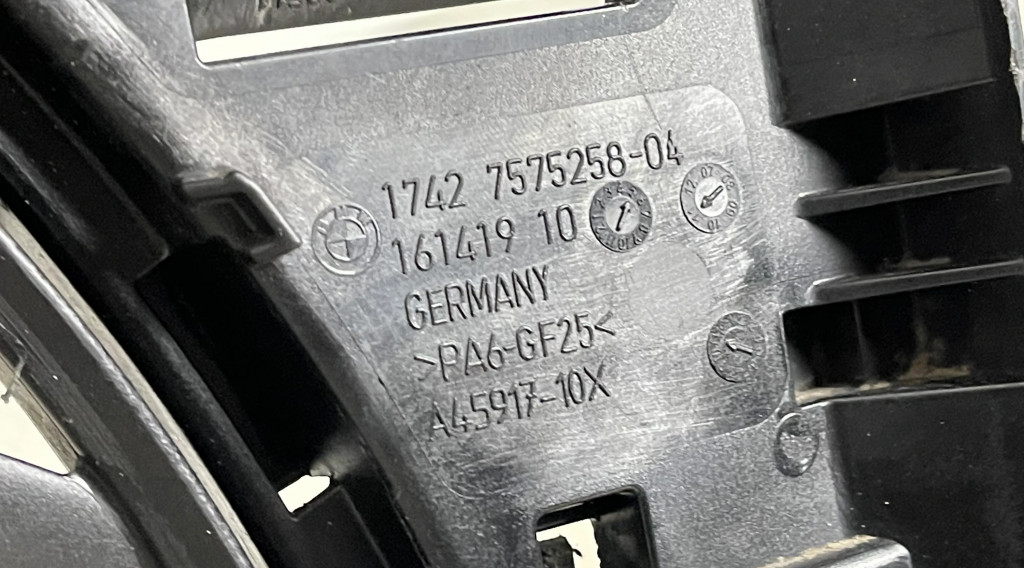 1742 7575258-04
161419 10
GERMANY
>PA6-GF25<
A45917-10X